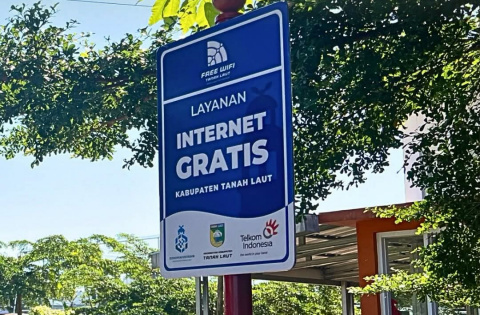 FREE WIFI
TANAH LAUT
LAYANAN
INTERNET
GRATIS
KABUPATEN TANAH LAUT
TANAH LAUT
Telkom
Indonesia